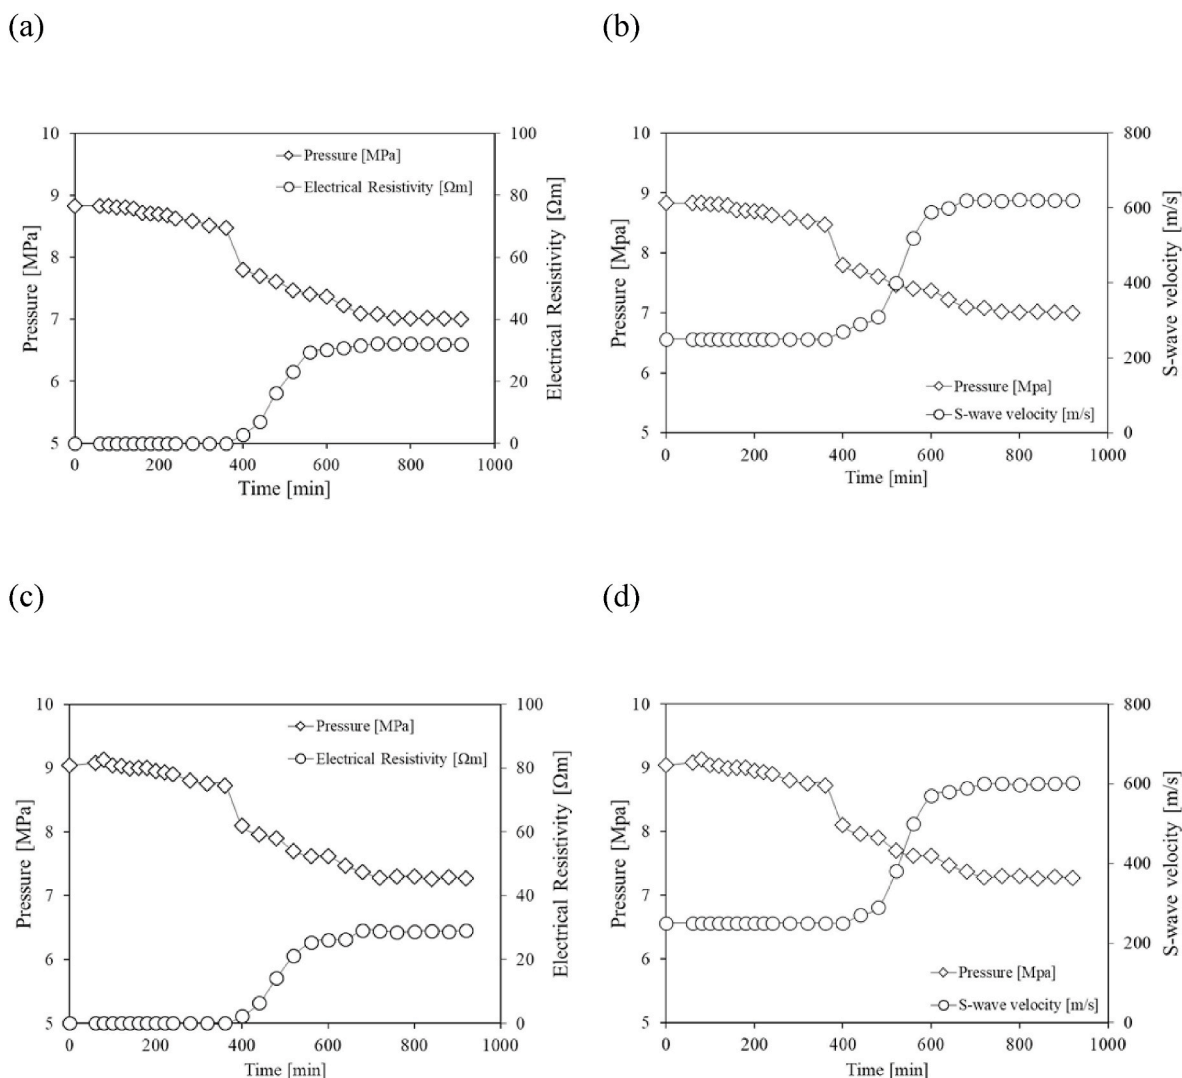 (a)
(b)
10
9
8
7
6
5
Pressure [MPa]
100
80
60
40
20
0
Electrical Resistivity [Ωm]
Pressure [MPa]
Electrical Resistivity [Ωm]
0 200 400 600 800 1000
Time [min]
10
9
8
7
6
5
Pressure [Mpa]
800
600
400
200
0
S-wave velocity [m/s]
Pressure [Mpa]
S-wave velocity [m/s]
0 200 400 600 800 1000
Time [min]
(c)
(d)
10
9
8
7
6
5
Pressure [MPa]
100
80
60
40
20
0
Electrical Resistivity [Ωm]
Pressure [MPa]
Electrical Resistivity [Ωm]
0 200 400 600 800 1000
Time [min]
10
9
8
7
6
5
Pressure [Mpa]
800
600
400
200
0
S-wave velocity [m/s]
Pressure [Mpa]
S-wave velocity [m/s]
0 200 400 600 800 1000
Time [min]